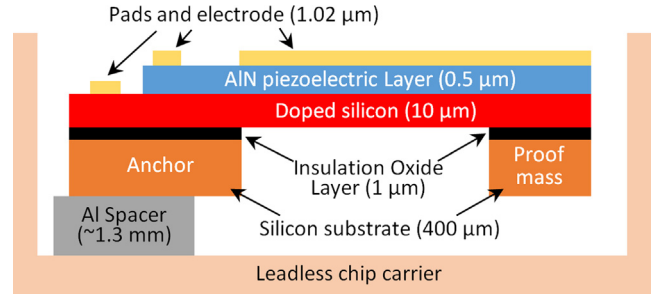 Pads and electrode (1.02 µm)
AlN piezoelectric Layer (0.5 µm)
Doped silicon (10 µm)
Anchor
Insulation Oxide
Layer (1 µm)
Proof
mass
Al Spacer
(~1.3 mm)
Silicon substrate (400 µm)
Leadless chip carrier